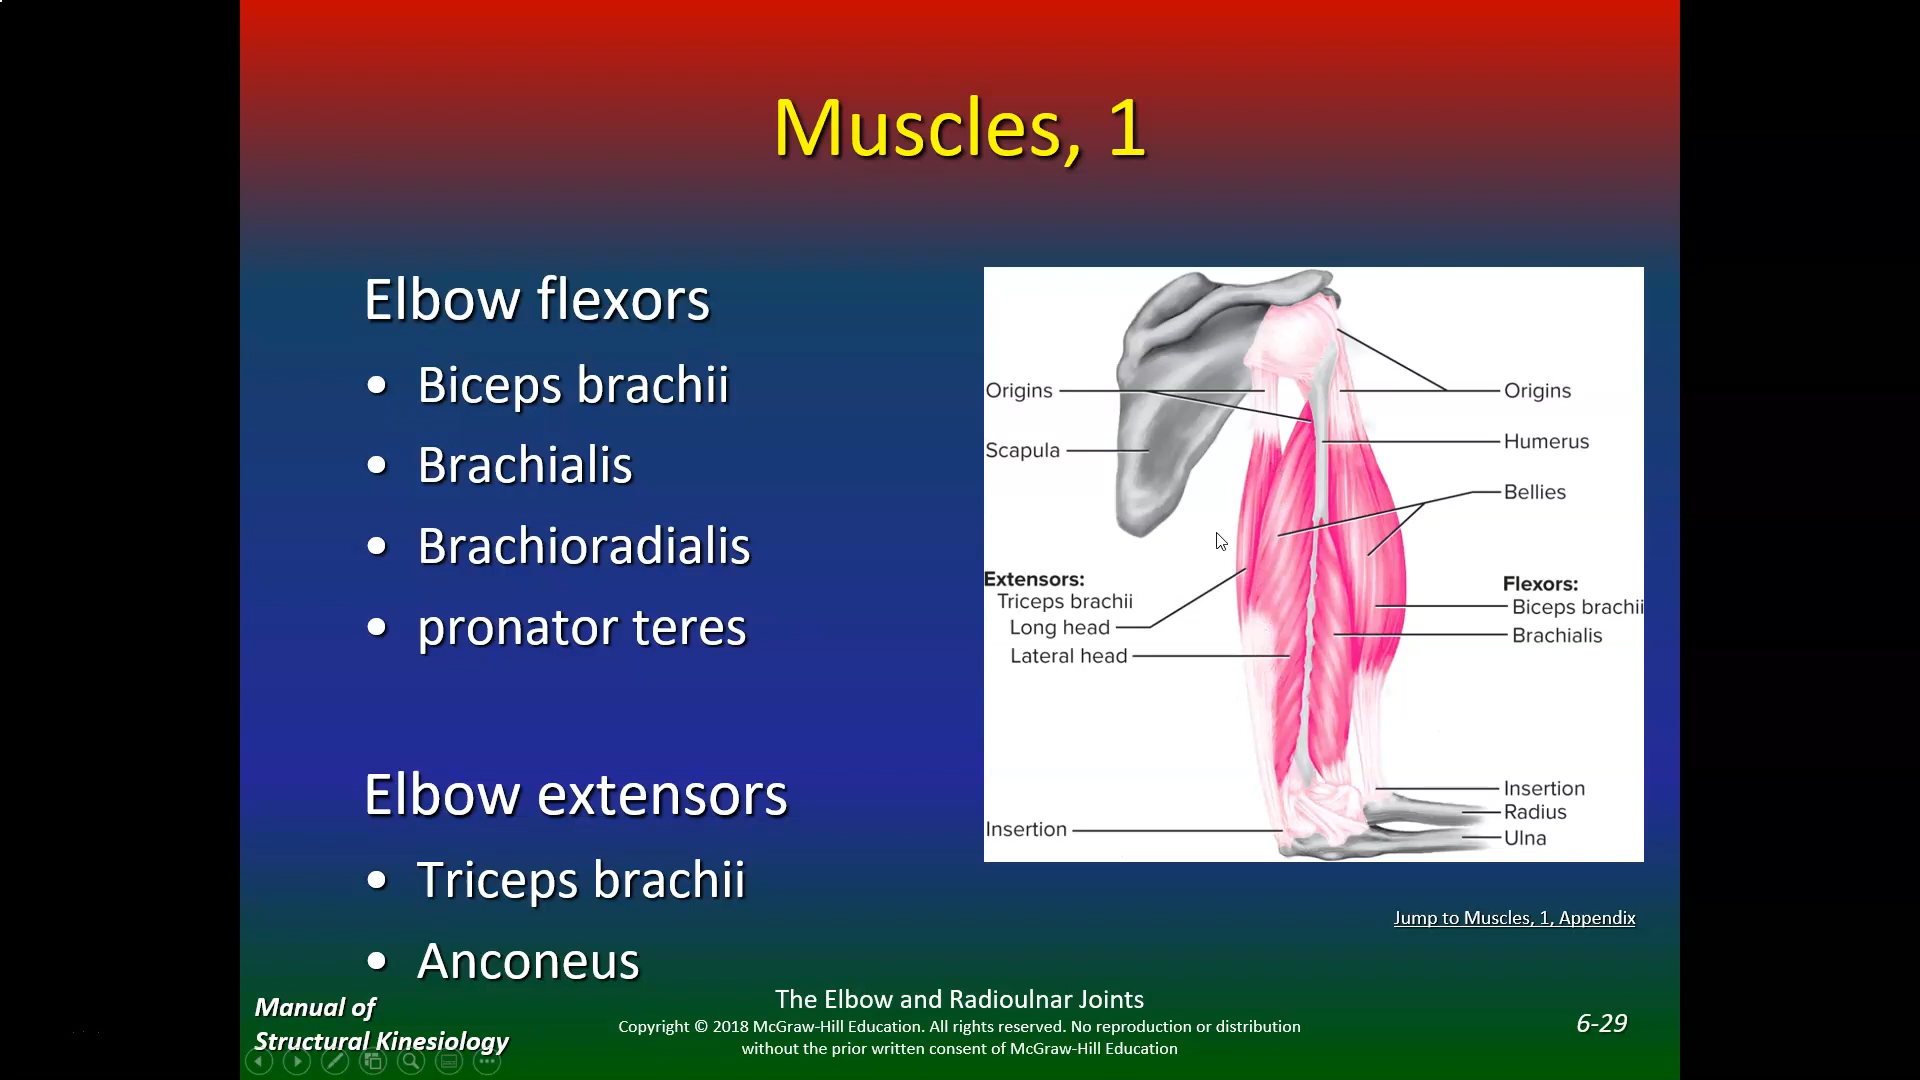 Muscles, 1
Elbow flexors
• Biceps brachii
• Brachialis
• Brachioradialis
• pronator teres
Elbow extensors
• Triceps brachii
• Anconeus
Origins
Scapula
Extensors:
Triceps brachii
Long head
Lateral head
Insertion
Origins
Humerus
Bellies
Flexors:
Biceps brachii
Brachialis
Insertion
Radius
Ulna
Jump to Muscles, 1, Appendix
Manual of
Structural Kinesiology
The Elbow and Radioulnar Joints
Copyright © 2018 McGraw-Hill Education. All rights reserved. No reproduction or distribution
without the prior written consent of McGraw-Hill Education
6-29